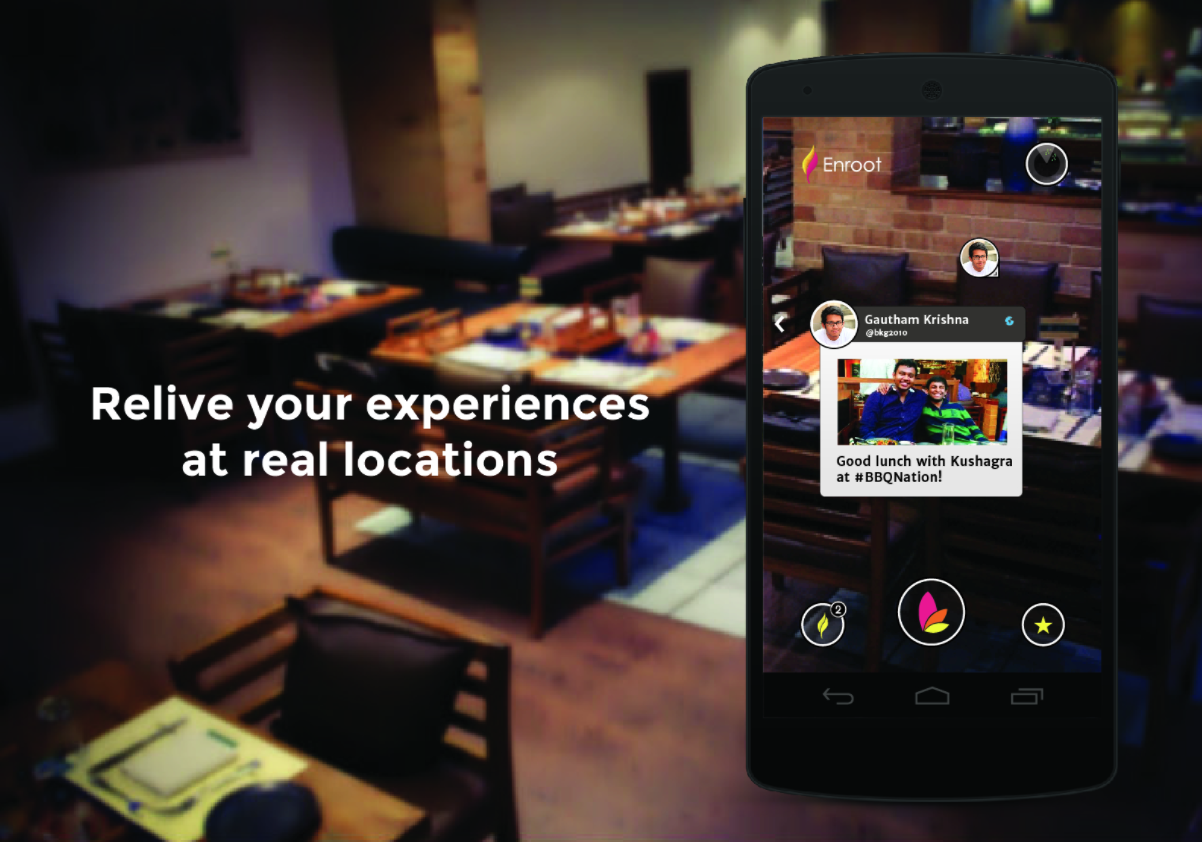 Relive your experiences
at real locations
Enroot
Gautham Krishna
@bkg2010
Good lunch with Kushagra
at #BBQNation!
2